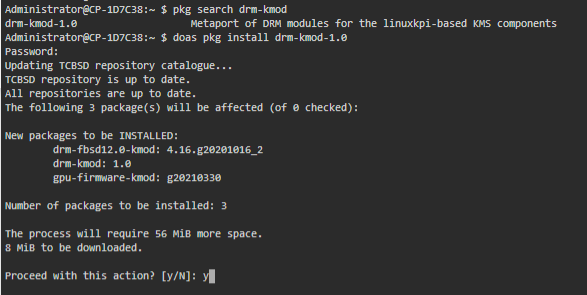 Administrator@CP-1D7C38:~ $ pkg search drm-kmod
drm-kmod-1.0                   Metaport of DRM modules for the linuxkpi-based KMS components
Administrator@CP-1D7C38:~ $ doas pkg install drm-kmod-1.0
Password:
Updating TCBSD repository catalogue...
TCBSD repository is up to date.
All repositories are up to date.
The following 3 package(s) will be affected (of 0 checked):

New packages to be INSTALLED:
        drm-fbsd12.0-kmod: 4.16.g20201016_2
        drm-kmod: 1.0
        gpu-firmware-kmod: g20210330

Number of packages to be installed: 3

The process will require 56 MiB more space.
8 MiB to be downloaded.

Proceed with this action? [y/N]: y